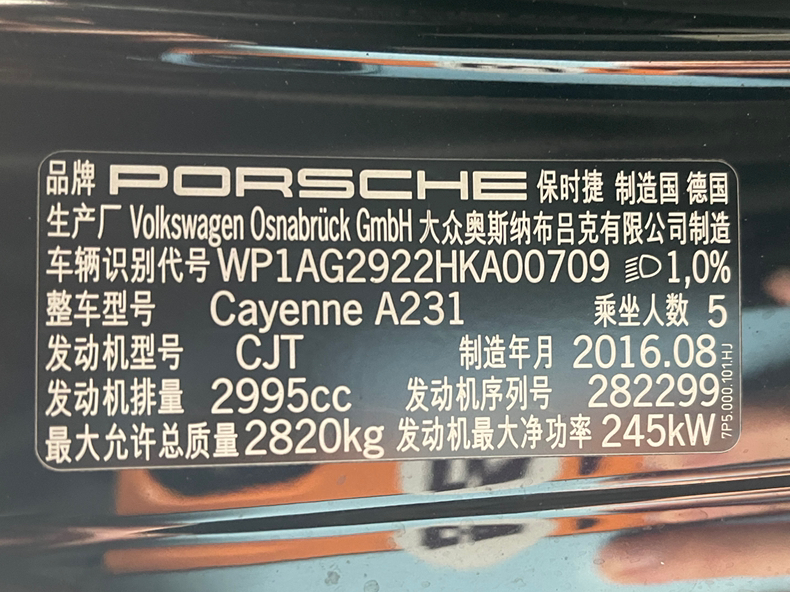 品牌 PORSCHE 保时捷 制造国 德国
生产厂 Volkswagen Osnabrück GmbH 大众奥斯纳布吕克有限公司制造
车辆识别代号 WP1AG2922HKA00709 1,0%
整车型号 Cayenne A231 乘坐人数 5
发动机型号 CJT 制造年月 2016.08
发动机排量 2995cc 发动机序列号 282299
最大允许总质量 2820kg 发动机最大净功率 245kW
7P5.000.101.HJ